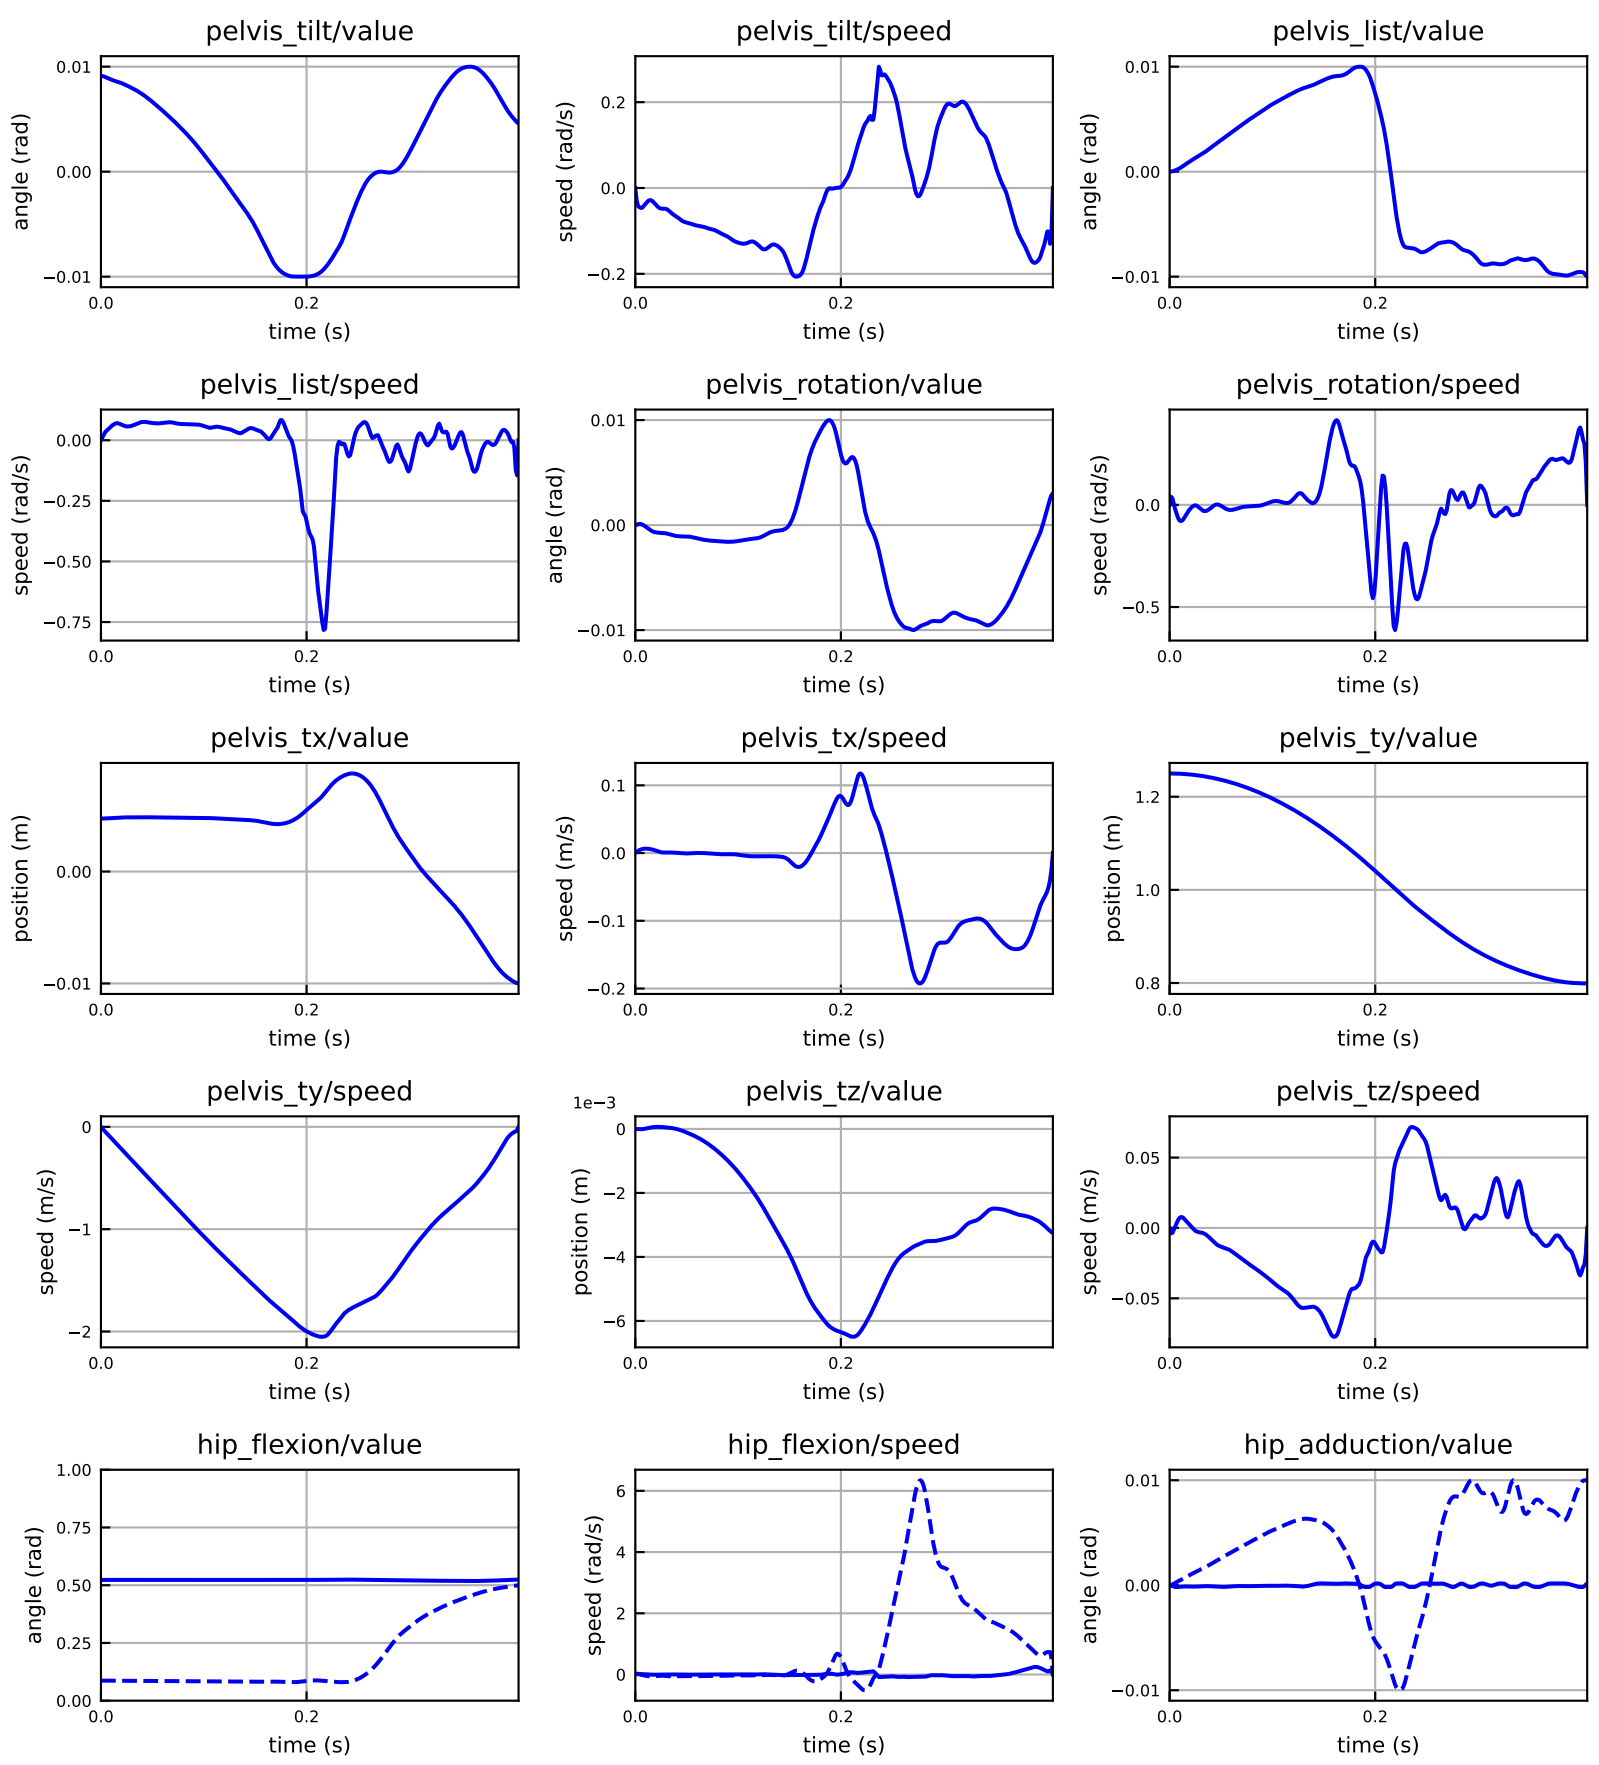 pelvis_tilt/value
pelvis_tilt/speed
pelvis_list/value
angle (rad)
0.01
0.00
−0.01
0.0
0.2
time (s)
speed (rad/s)
0.2
0.0
−0.2
0.0
0.2
time (s)
angle (rad)
0.01
0.00
−0.01
0.0
0.2
time (s)
pelvis_list/speed
pelvis_rotation/value
pelvis_rotation/speed
speed (rad/s)
0.00
−0.25
−0.50
−0.75
0.0
0.2
time (s)
angle (rad)
0.01
0.00
−0.01
0.0
0.2
time (s)
speed (rad/s)
0.0
−0.5
0.0
0.2
time (s)
pelvis_tx/value
pelvis_tx/speed
pelvis_ty/value
position (m)
0.00
−0.01
0.0
0.2
time (s)
speed (m/s)
0.1
0.0
−0.1
−0.2
0.0
0.2
time (s)
position (m)
1.2
1.0
0.8
0.0
0.2
time (s)
pelvis_ty/speed
pelvis_tz/value
pelvis_tz/speed
speed (m/s)
0
−1
−2
0.0
0.2
time (s)
1e−3
position (m)
0
−2
−4
−6
0.0
0.2
time (s)
speed (m/s)
0.05
0.00
−0.05
0.0
0.2
time (s)
hip_flexion/value
hip_flexion/speed
hip_adduction/value
angle (rad)
1.00
0.75
0.50
0.25
0.00
0.0
0.2
time (s)
speed (rad/s)
6
4
2
0
0.0
0.2
time (s)
angle (rad)
0.01
0.00
−0.01
0.0
0.2
time (s)